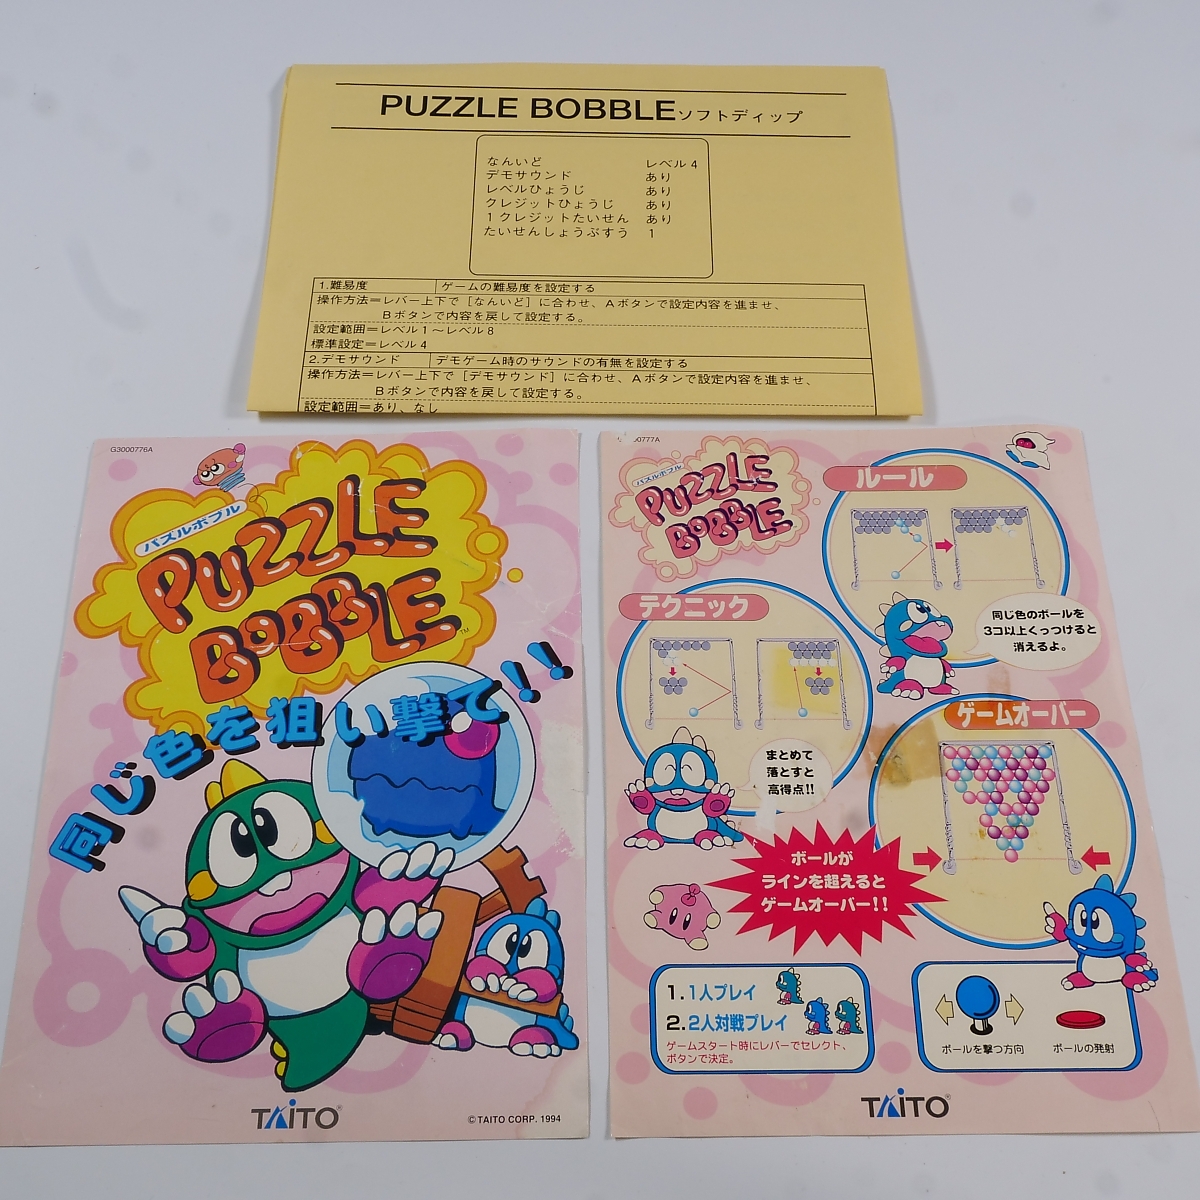 PUZZLE BOBBLEソフトディップ
なんいど レベル4
デモサウンド あり
レベルひょうじ あり
クレジットひょうじ あり
1クレジットたいせん あり
たいせんしょうぶすう 1
1.難易度 ゲームの難易度を設定する
操作方法=レバー上下で[なんいど]に合わせ、Aボタンで設定内容を進ませ、
Bボタンで内容を戻して設定する。
設定範囲=レベル1〜レベル8
標準設定=レベル4
2.デモサウンド デモゲーム時のサウンドの有無を設定する
操作方法=レバー上下で[デモサウンド]に合わせ、Aボタンで設定内容を進ませ、
Bボタンで内容を戻して設定する。
設定範囲=あり、なし
G3000776A
パズルボブル
PUZZLE
BOBBLE™
同じ色を狙い撃て!!
TAITO®
©TAITO CORP. 1994
00777A
パズルボブル
PUZZLE
BOBBLE
ルール
同じ色のボールを
3コ以上くっつけると
消えるよ。
テクニック
まとめて
落とすと
高得点!!
ゲームオーバー
ボールが
ラインを超えると
ゲームオーバー!!
1.1人プレイ
2.2人対戦プレイ
ゲームスタート時にレバーでセレクト、
ボタンで決定。
ボールを撃つ方向
ボールの発射
TAITO®